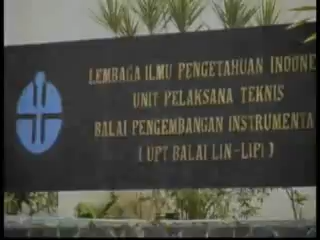 LEMBAGA ILMU PENGETAHUAN INDONE
UNIT PELAKSANA TEKNIS
BALAI PENGEMBANGAN INSTRUMENTA
( UPT BALAI LIN-LIPI )